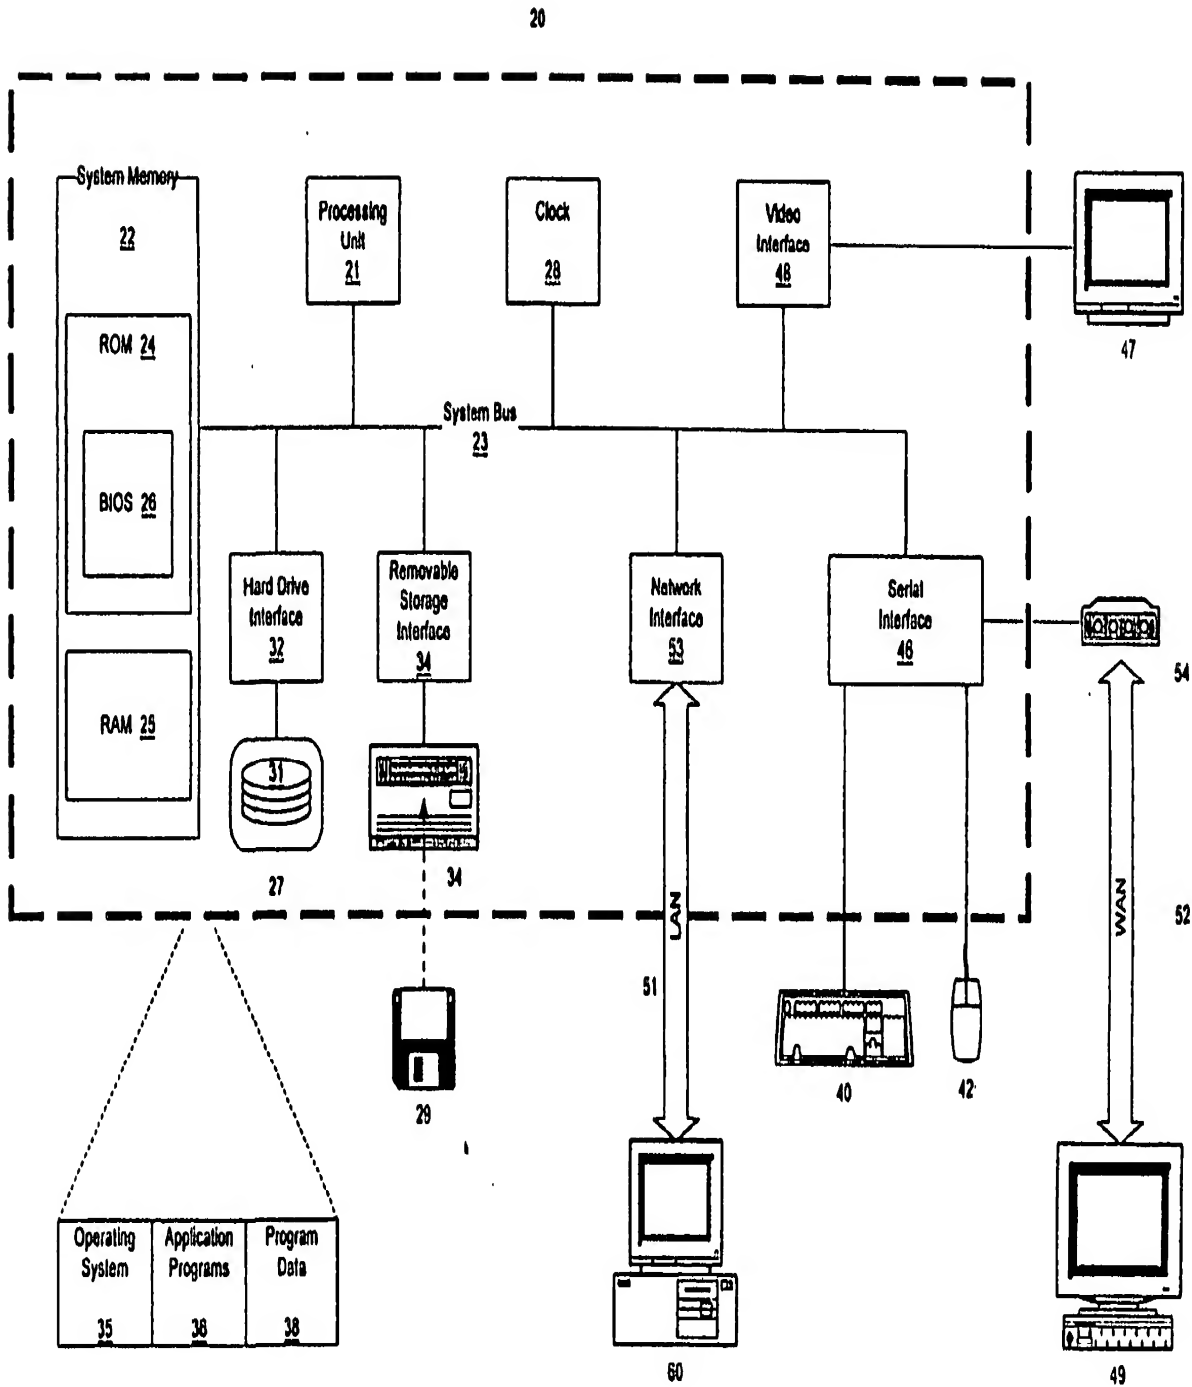 20
System Memory
22
Processing
Unit
21
Clock
28
Video
Interface
48
47
ROM 24
System Bus
23
BIOS 26
Hard Drive
Interface
32
Removable
Storage
Interface
34
Network
Interface
53
Serial
Interface
46
54
RAM 25
31
27
34
LAN
WAN
52
51
29
40
42
Operating
System
35
Application
Programs
36
Program
Data
38
60
49